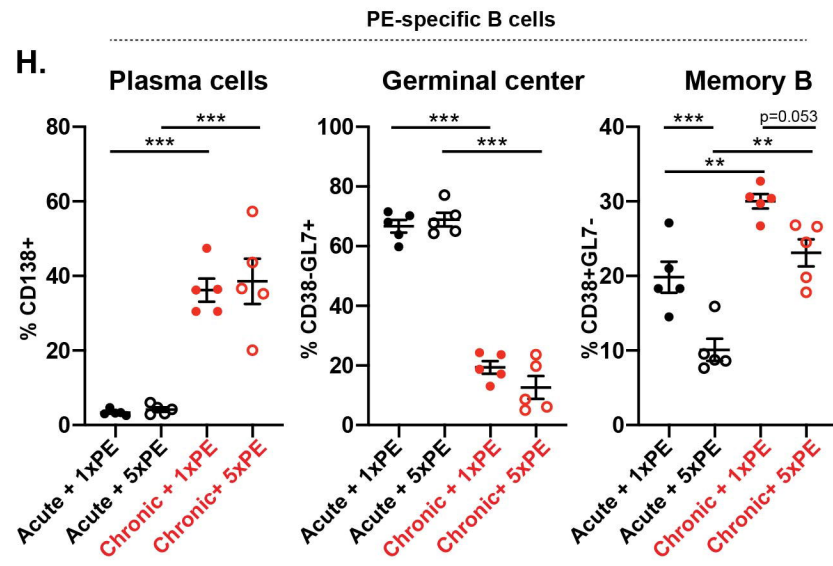 PE-specific B cells
H.
Plasma cells
Germinal center
Memory B
***
***
% CD138+
80
60
40
20
0
Acute + 1xPE
Acute + 5xPE
Chronic + 1xPE
Chronic+ 5xPE
***
***
% CD38-GL7+
100
80
60
40
20
0
Acute + 1xPE
Acute + 5xPE
Chronic + 1xPE
Chronic+ 5xPE
*** p=0.053
**
**
% CD38+GL7-
40
30
20
10
0
Acute + 1xPE
Acute + 5xPE
Chronic + 1xPE
Chronic+ 5xPE